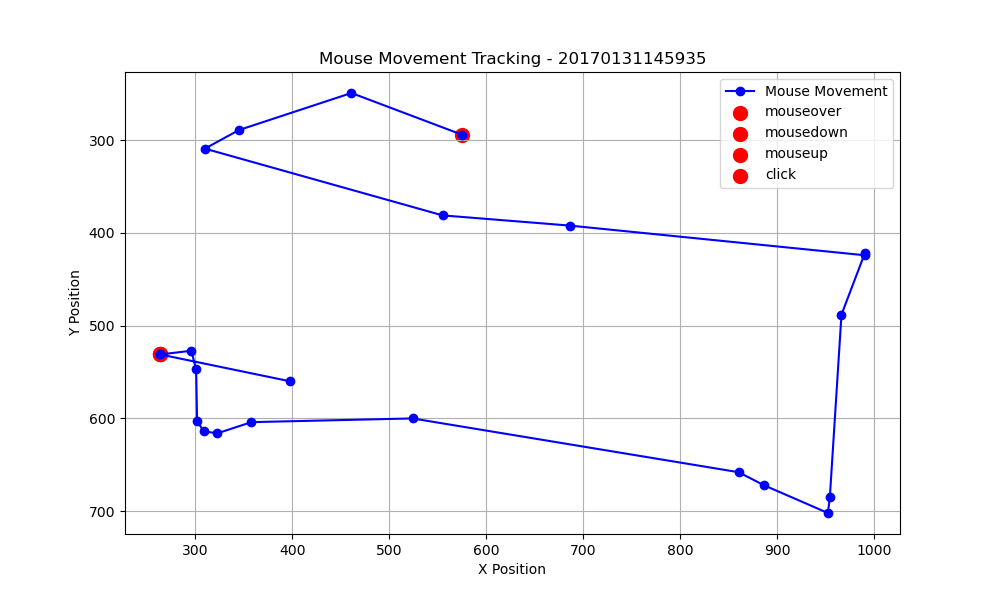 Mouse Movement Tracking - 20170131145935
Mouse Movement
mouseover
mousedown
mouseup
click
300
400
500
600
700
Y Position
300 400 500 600 700 800 900 1000
X Position